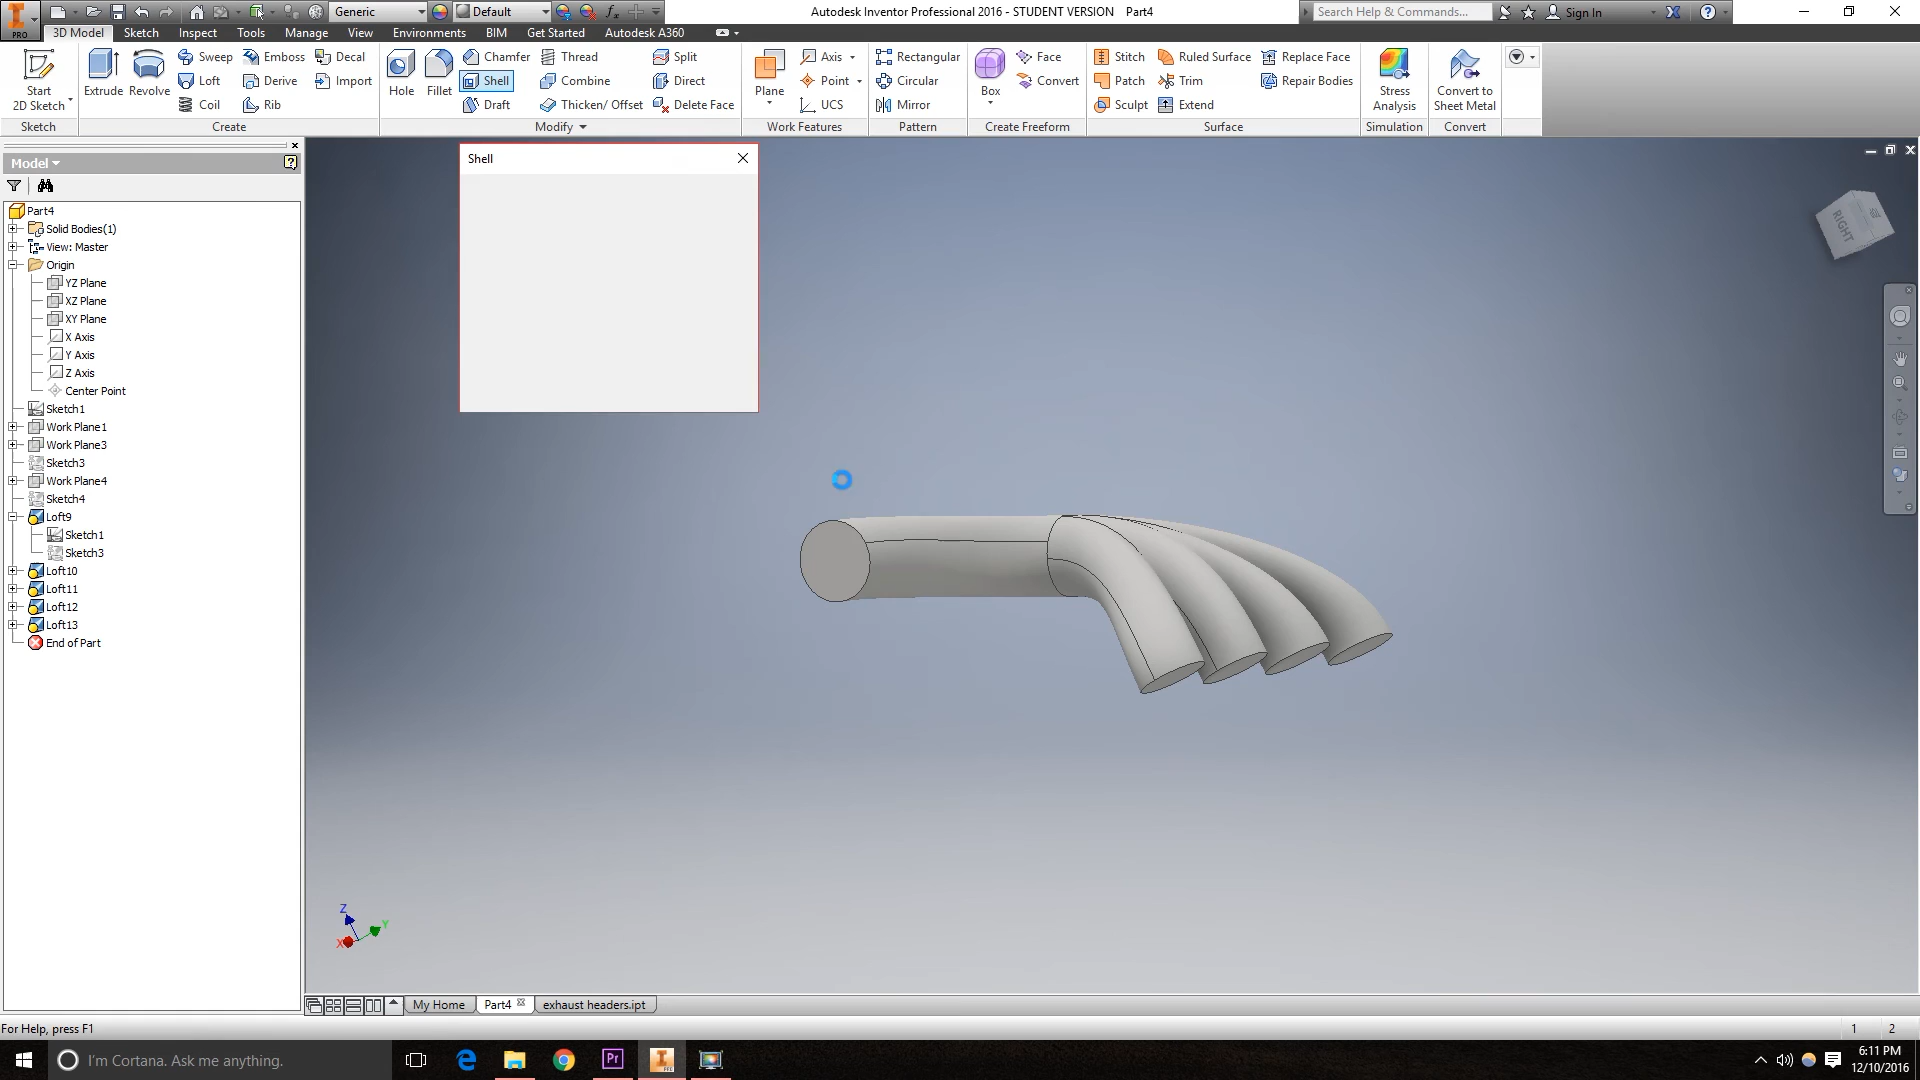 PRO
Generic
Default
Autodesk Inventor Professional 2016 - STUDENT VERSION Part4
Search Help & Commands...
Sign In
3D Model Sketch Inspect Tools Manage View Environments BIM Get Started Autodesk A360
Start
2D Sketch
Extrude
Revolve
Sweep
Loft
Coil
Emboss
Derive
Rib
Decal
Import
Hole
Fillet
Chamfer
Shell
Draft
Thread
Combine
Thicken/ Offset
Split
Direct
Delete Face
Plane
Axis
Point
UCS
Rectangular
Circular
Mirror
Box
Face
Convert
Stitch
Patch
Sculpt
Ruled Surface
Trim
Extend
Replace Face
Repair Bodies
Stress
Analysis
Convert to
Sheet Metal
Sketch
Create
Modify
Work Features
Pattern
Create Freeform
Surface
Simulation
Convert
Model
Part4
Solid Bodies(1)
View: Master
Origin
YZ Plane
XZ Plane
XY Plane
X Axis
Y Axis
Z Axis
Center Point
Sketch1
Work Plane1
Work Plane3
Sketch3
Work Plane4
Sketch4
Loft9
Sketch1
Sketch3
Loft10
Loft11
Loft12
Loft13
End of Part
Shell
RIGHT
Z
Y
X
My Home
Part4
exhaust headers.ipt
For Help, press F1
1 2
I'm Cortana. Ask me anything.
Pr
I
PRO
6:11 PM
12/10/2016